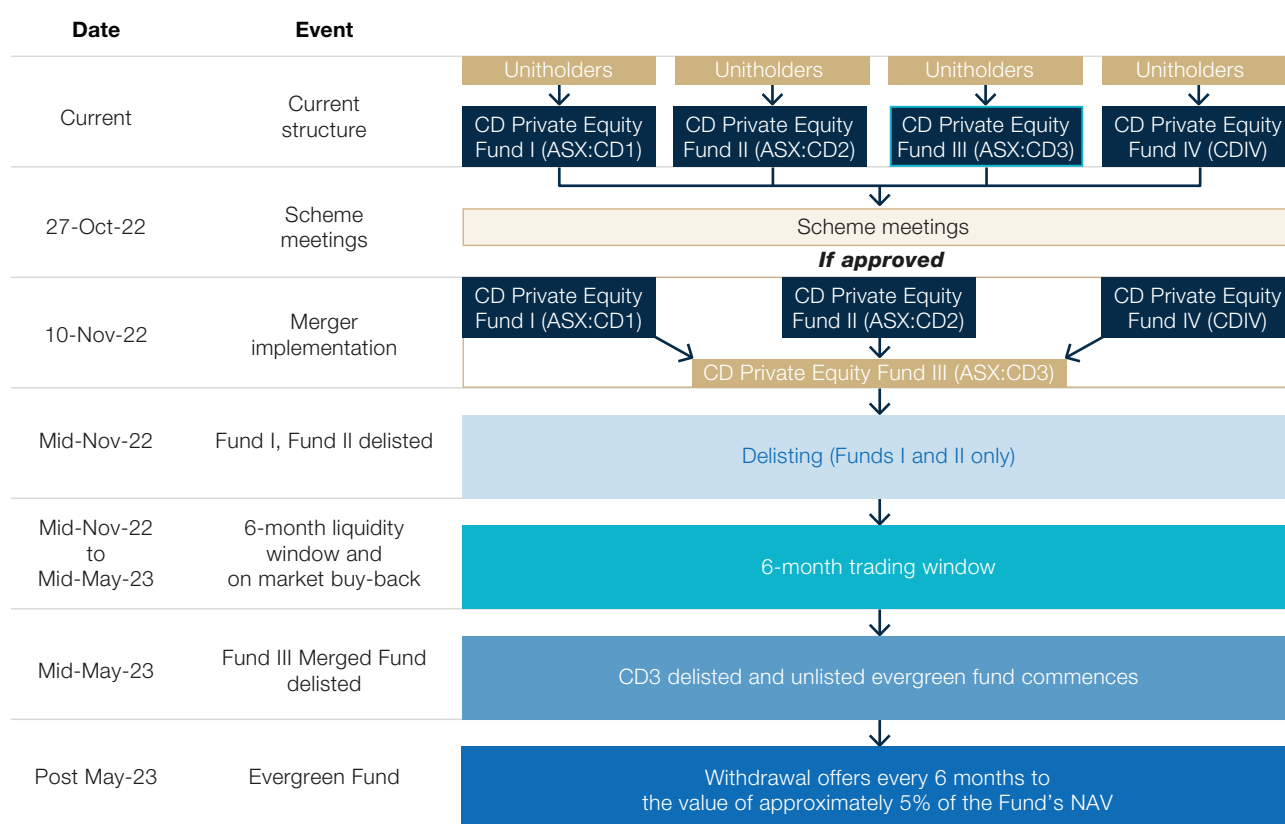 Date
Event
Current
Current
structure
Unitholders
Unitholders
Unitholders
Unitholders
CD Private Equity
Fund I (ASX:CD1)
CD Private Equity
Fund II (ASX:CD2)
CD Private Equity
Fund III (ASX:CD3)
CD Private Equity
Fund IV (CDIV)
27-Oct-22
Scheme
meetings
Scheme meetings
If approved
10-Nov-22
Merger
implementation
CD Private Equity
Fund I (ASX:CD1)
CD Private Equity
Fund II (ASX:CD2)
CD Private Equity
Fund IV (CDIV)
CD Private Equity Fund III (ASX:CD3)
Mid-Nov-22
Fund I, Fund II delisted
Delisting (Funds I and II only)
Mid-Nov-22
to
Mid-May-23
6-month liquidity
window and
on market buy-back
6-month trading window
Mid-May-23
Fund III Merged Fund
delisted
CD3 delisted and unlisted evergreen fund commences
Post May-23
Evergreen Fund
Withdrawal offers every 6 months to
the value of approximately 5% of the Fund's NAV